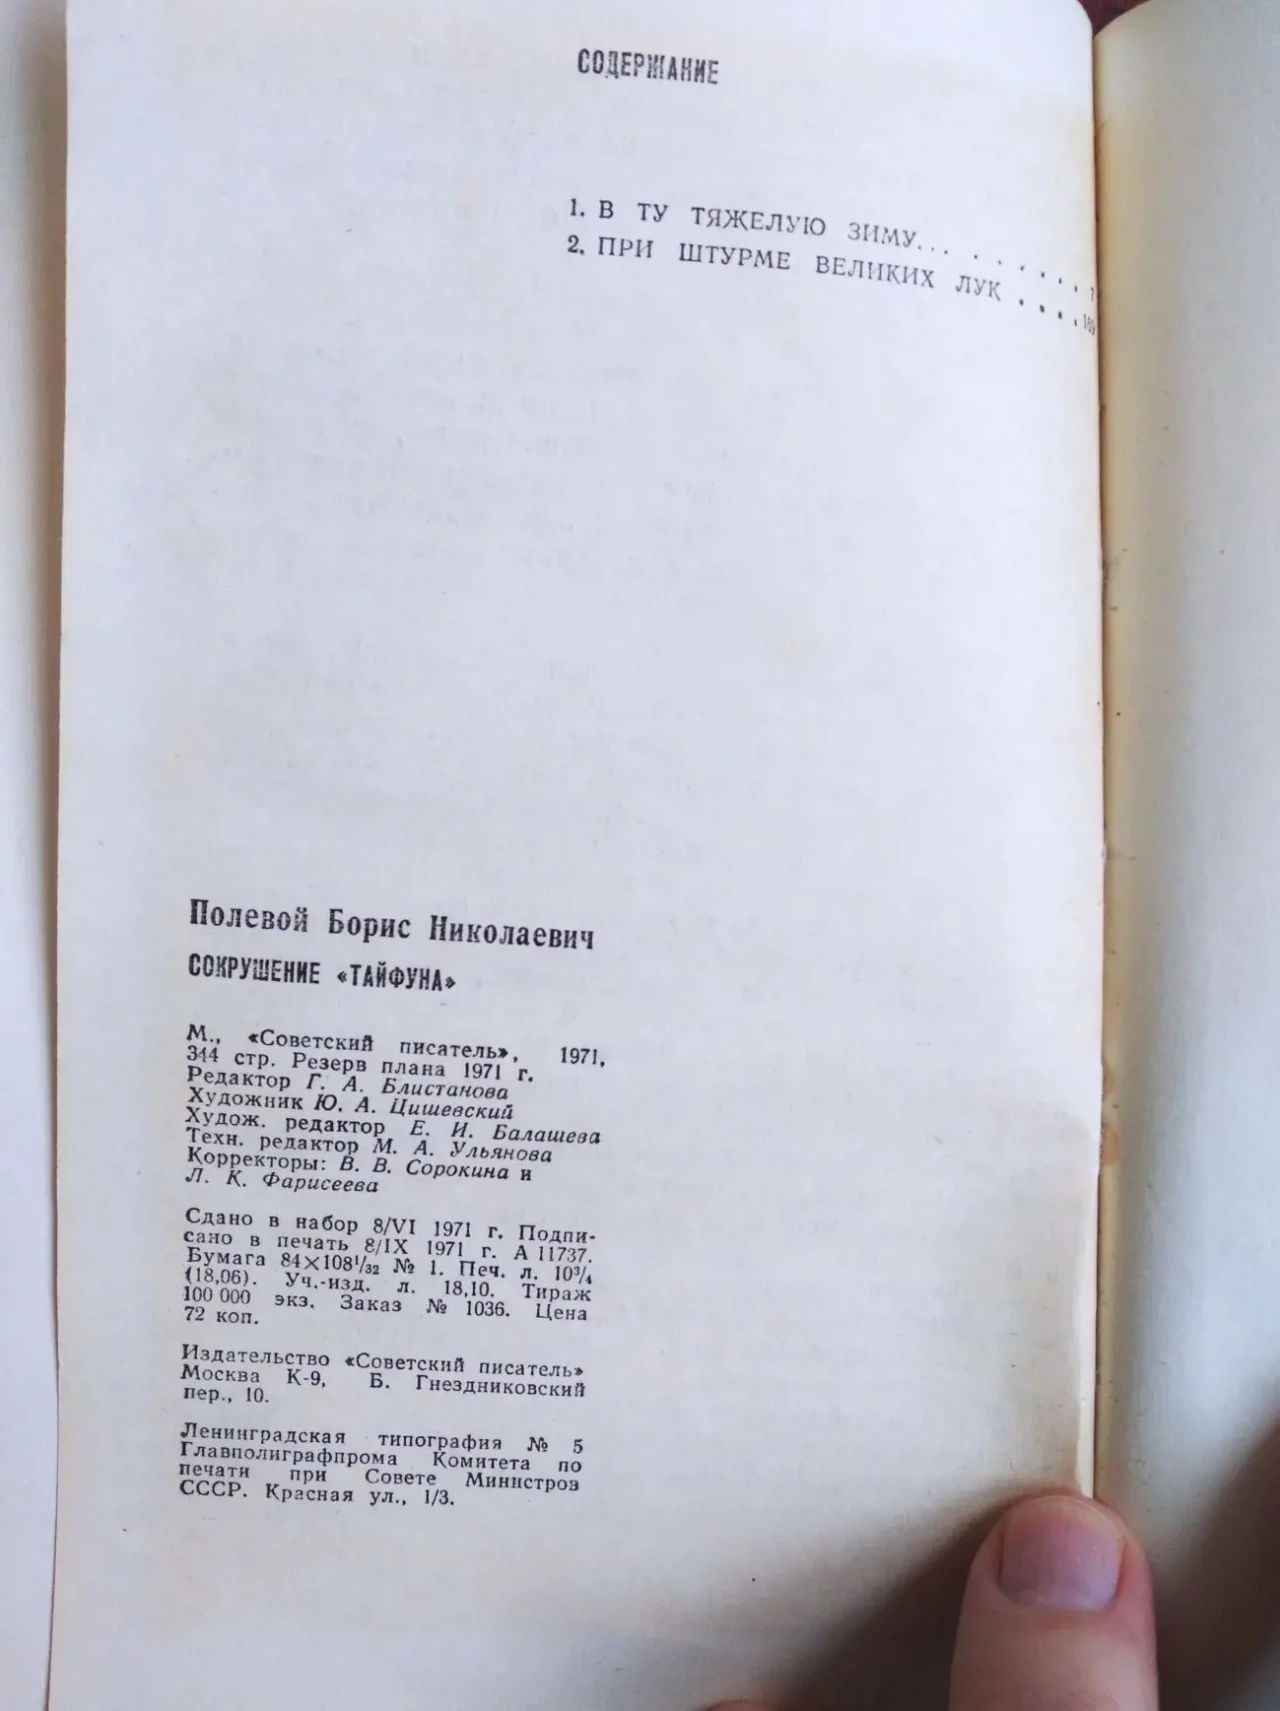 СОДЕРЖАНИЕ
1. В ТУ ТЯЖЕЛУЮ ЗИМУ... . . . . . . 7
2. ПРИ ШТУРМЕ ВЕЛИКИХ ЛУК . . . . .
Полевой Борис Николаевич
СОКРУШЕНИЕ «ТАЙФУНА»
М., «Советский писатель», 1971,
344 стр. Резерв плана 1971 г.
Редактор Г. А. Блистанова
Художник Ю. А. Цишевский
Худож. редактор Е. И. Балашева
Техн. редактор М. А. Ульянова
Корректоры: В. В. Сорокина и
Л. К. Фарисеева
Сдано в набор 8/VI 1971 г. Подпи-
сано в печать 8/IX 1971 г. А 11737.
Бумага 84×108¹/₃₂ № 1. Печ. л. 10³/₄
(18,06). Уч.-изд. л. 18,10. Тираж
100 000 экз. Заказ № 1036. Цена
72 коп.
Издательство «Советский писатель»
Москва К-9, Б. Гнездниковский
пер., 10.
Ленинградская типография № 5
Главполиграфпрома Комитета по
печати при Совете Министров
СССР. Красная ул., 1/3.